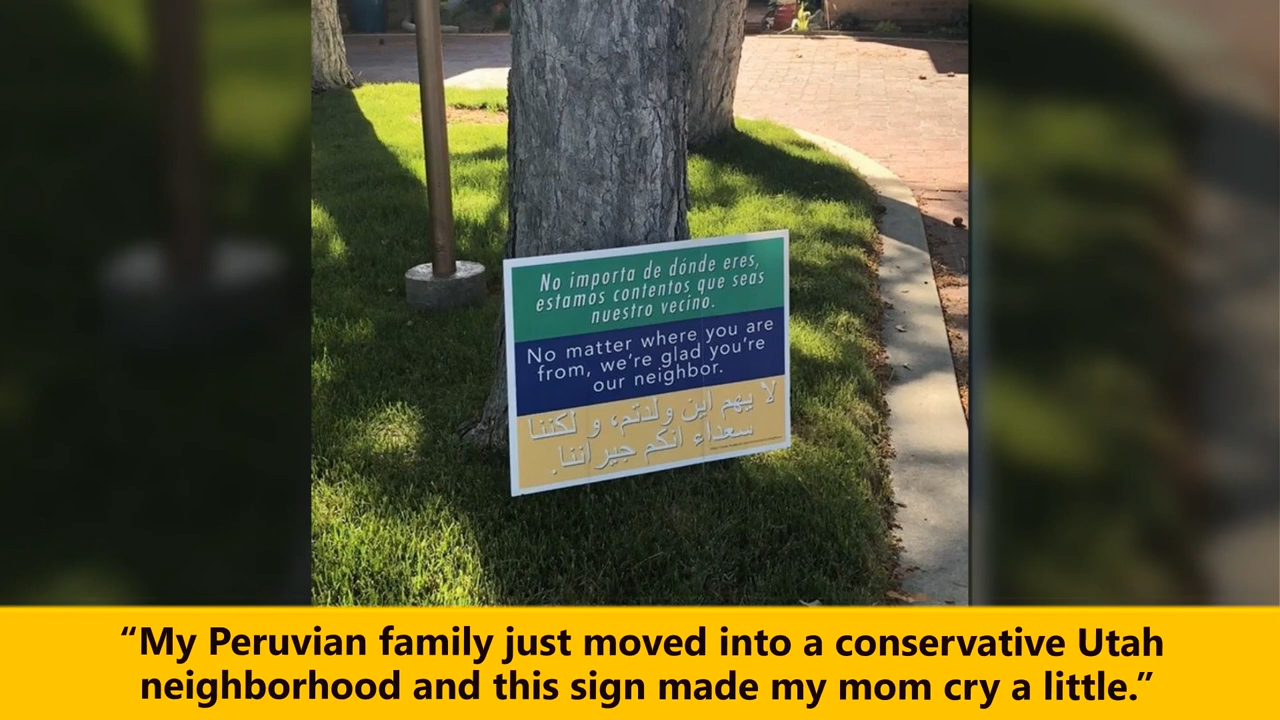 No importa de dónde eres,
estamos contentos que seas
nuestro vecino.
No matter where you are
from, we're glad you're
our neighbor.
لا يهم اين ولدتم، و لكننا
سعداء انكم جيراننا.
“My Peruvian family just moved into a conservative Utah
neighborhood and this sign made my mom cry a little.”